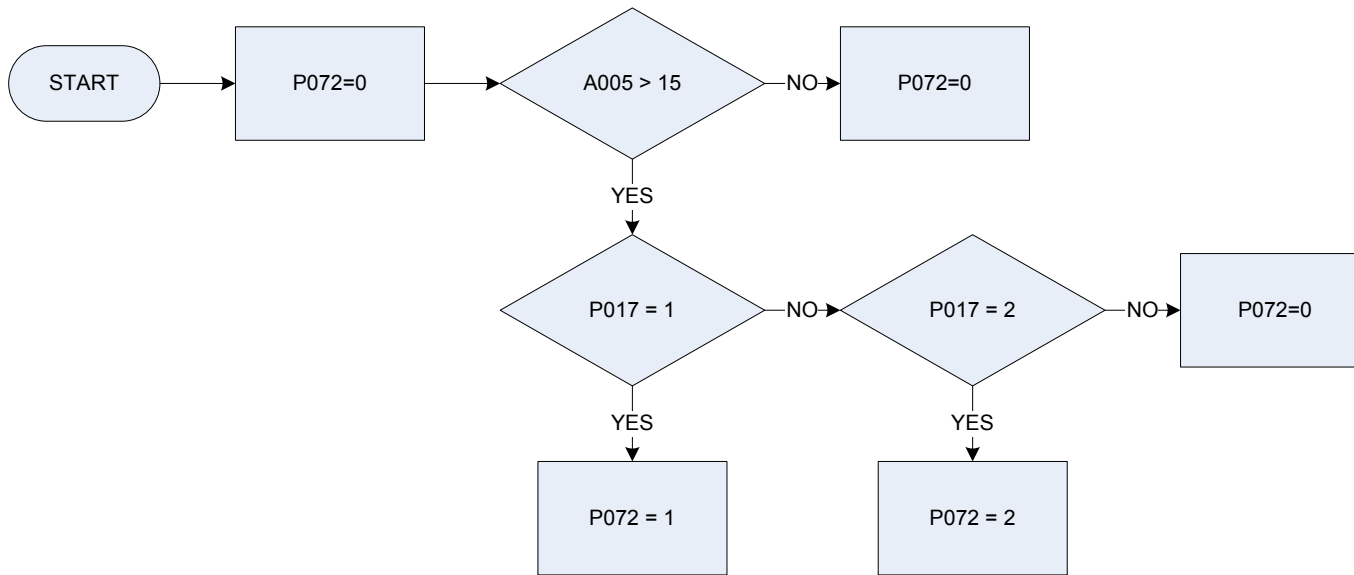 START
P072=0
A005 > 15
NO
P072=0
YES
P017 = 1
NO
P017 = 2
NO
P072=0
YES
YES
P072 = 1
P072 = 2